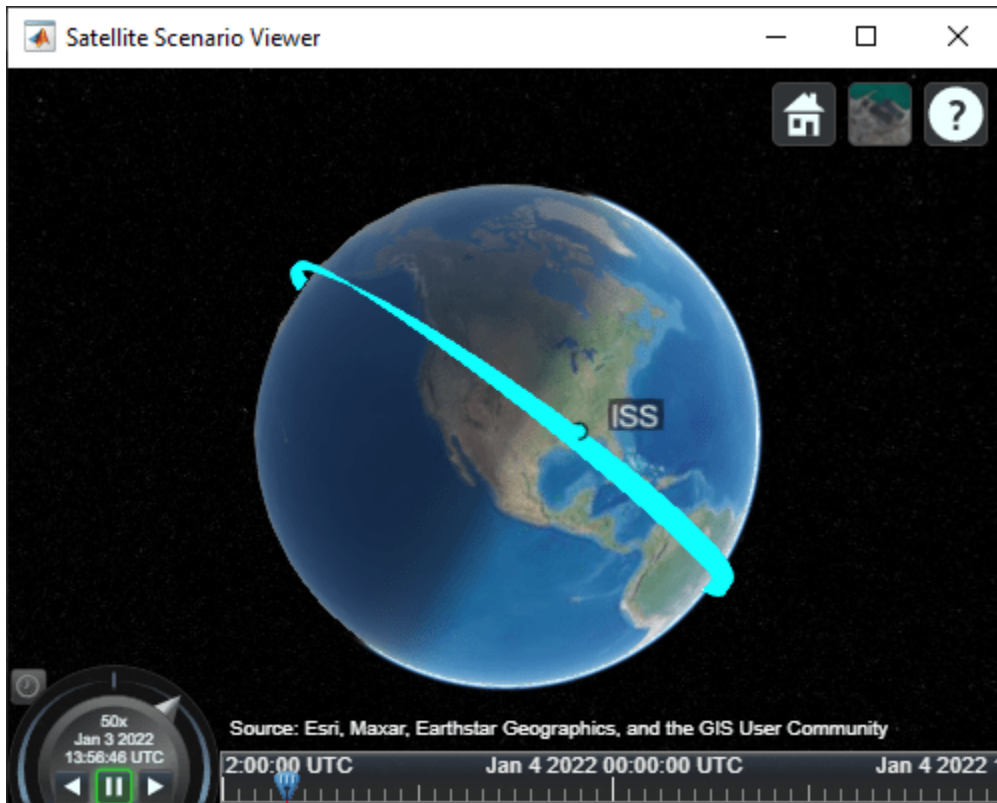 Satellite Scenario Viewer
?
ISS
Source: Esri, Maxar, Earthstar Geographics, and the GIS User Community
50x
Jan 3 2022
13:56:46 UTC
2:00:00 UTC Jan 4 2022 00:00:00 UTC Jan 4 2022 1